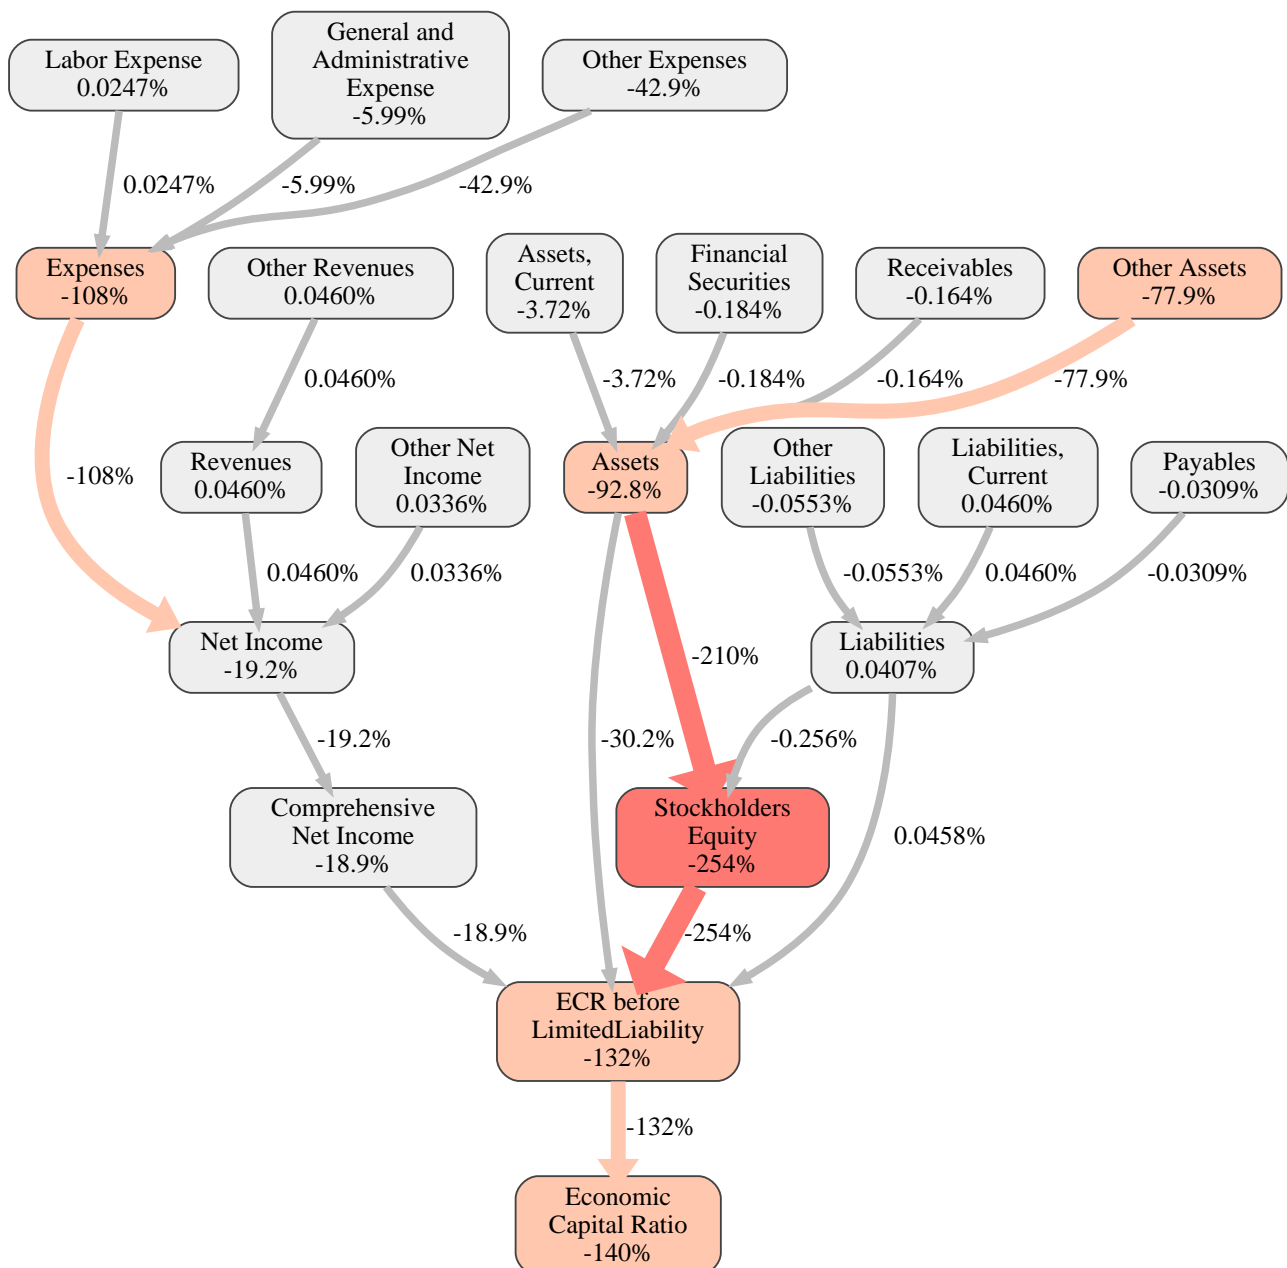 Labor Expense
0.0247%
General and
Administrative
Expense
-5.99%
Other Expenses
-42.9%
0.0247%
-5.99%
-42.9%
Expenses
-108%
Other Revenues
0.0460%
Assets,
Current
-3.72%
Financial
Securities
-0.184%
Receivables
-0.164%
Other Assets
-77.9%
0.0460%
-3.72%
-0.184%
-0.164%
-77.9%
-108%
Revenues
0.0460%
Other Net
Income
0.0336%
Assets
-92.8%
Other
Liabilities
-0.0553%
Liabilities,
Current
0.0460%
Payables
-0.0309%
0.0460%
0.0336%
-0.0553%
0.0460%
-0.0309%
Net Income
-19.2%
-210%
Liabilities
0.0407%
-19.2%
-30.2%
-0.256%
Comprehensive
Net Income
-18.9%
Stockholders
Equity
-254%
0.0458%
-18.9%
-254%
ECR before
LimitedLiability
-132%
-132%
Economic
Capital Ratio
-140%